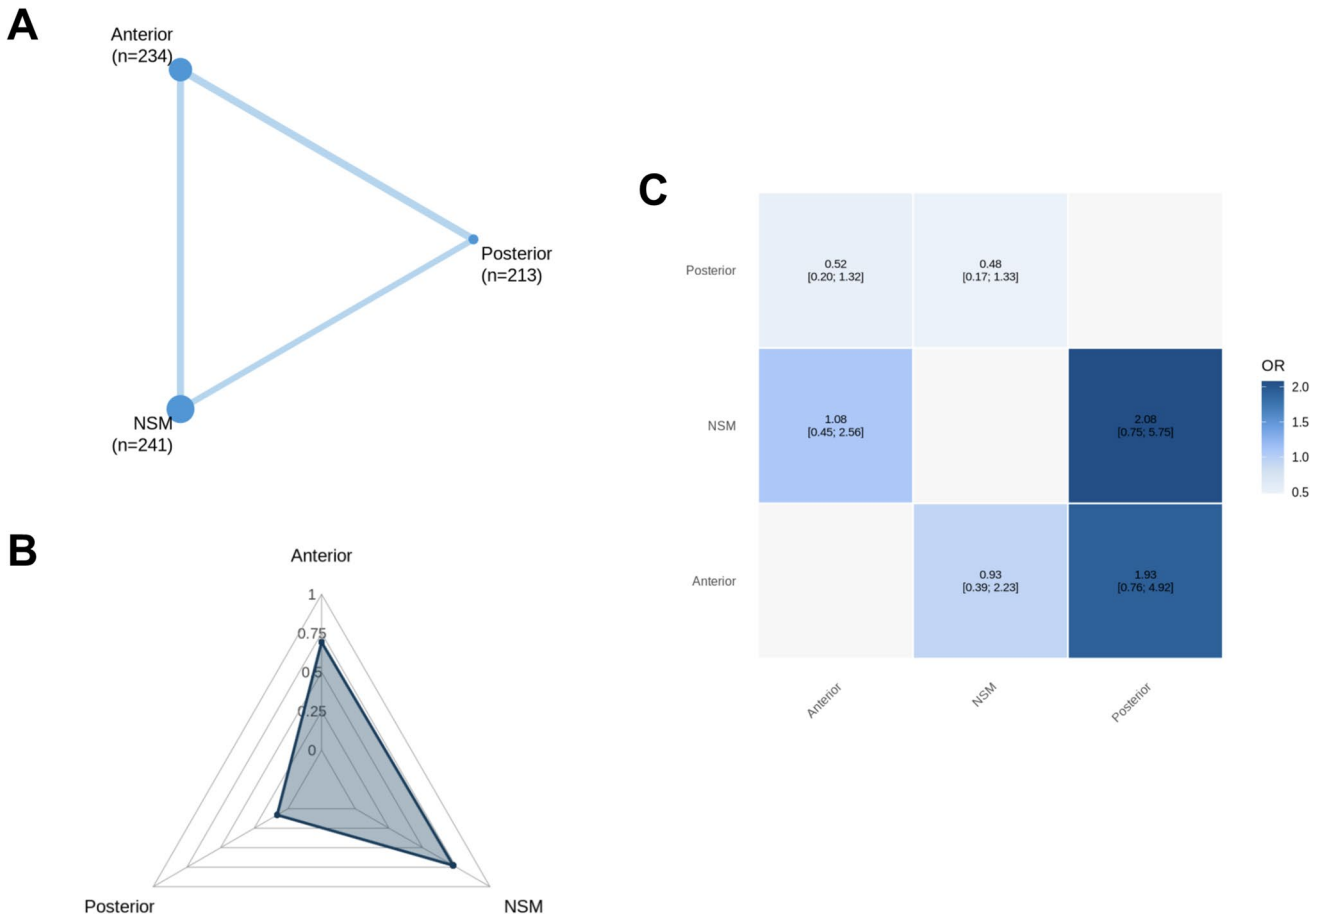 A
Anterior
(n=234)
Posterior
(n=213)
NSM
(n=241)
B
Anterior
1
0.75
0.5
0.25
0
Posterior
NSM
C
Posterior
0.52
[0.20; 1.32]
0.48
[0.17; 1.33]
NSM
1.08
[0.45; 2.56]
2.08
[0.75; 5.75]
Anterior
0.93
[0.39; 2.23]
1.93
[0.76; 4.92]
Anterior
NSM
Posterior
OR
2.0
1.5
1.0
0.5